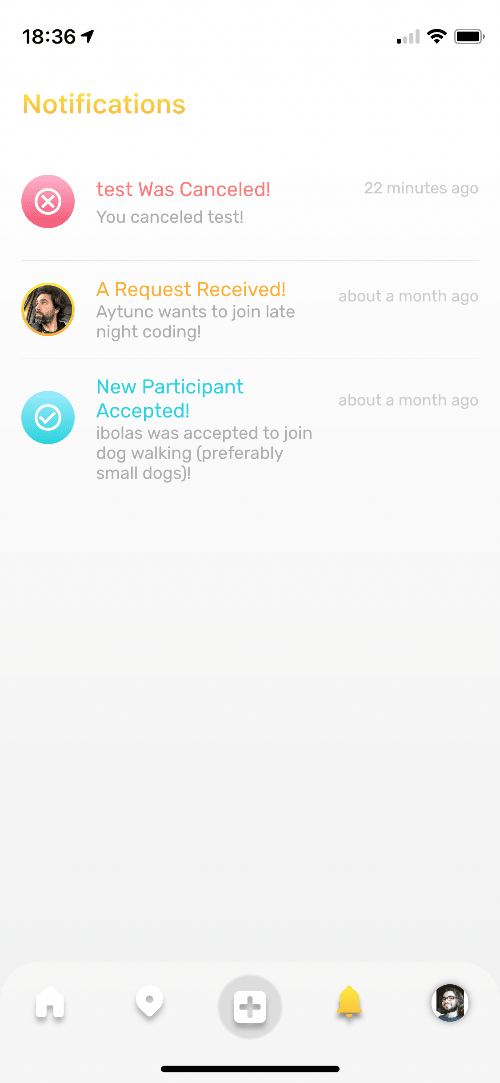 18:36
Notifications
test Was Canceled!
22 minutes ago
You canceled test!
A Request Received!
about a month ago
Aytunc wants to join late
night coding!
New Participant
Accepted!
about a month ago
ibolas was accepted to join
dog walking (preferably
small dogs)!